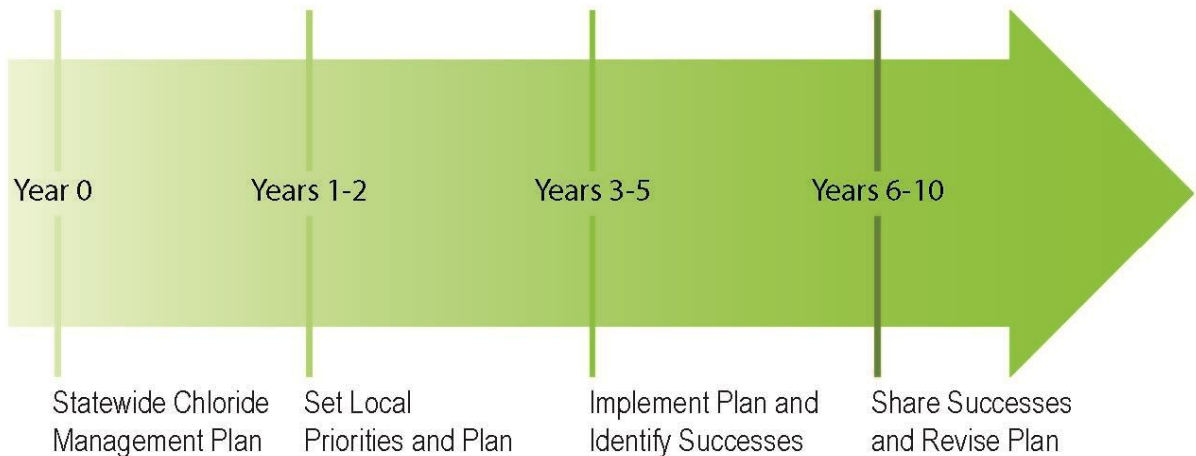 Year 0
Years 1-2
Years 3-5
Years 6-10
Statewide Chloride
Management Plan
Set Local
Priorities and Plan
Implement Plan and
Identify Successes
Share Successes
and Revise Plan